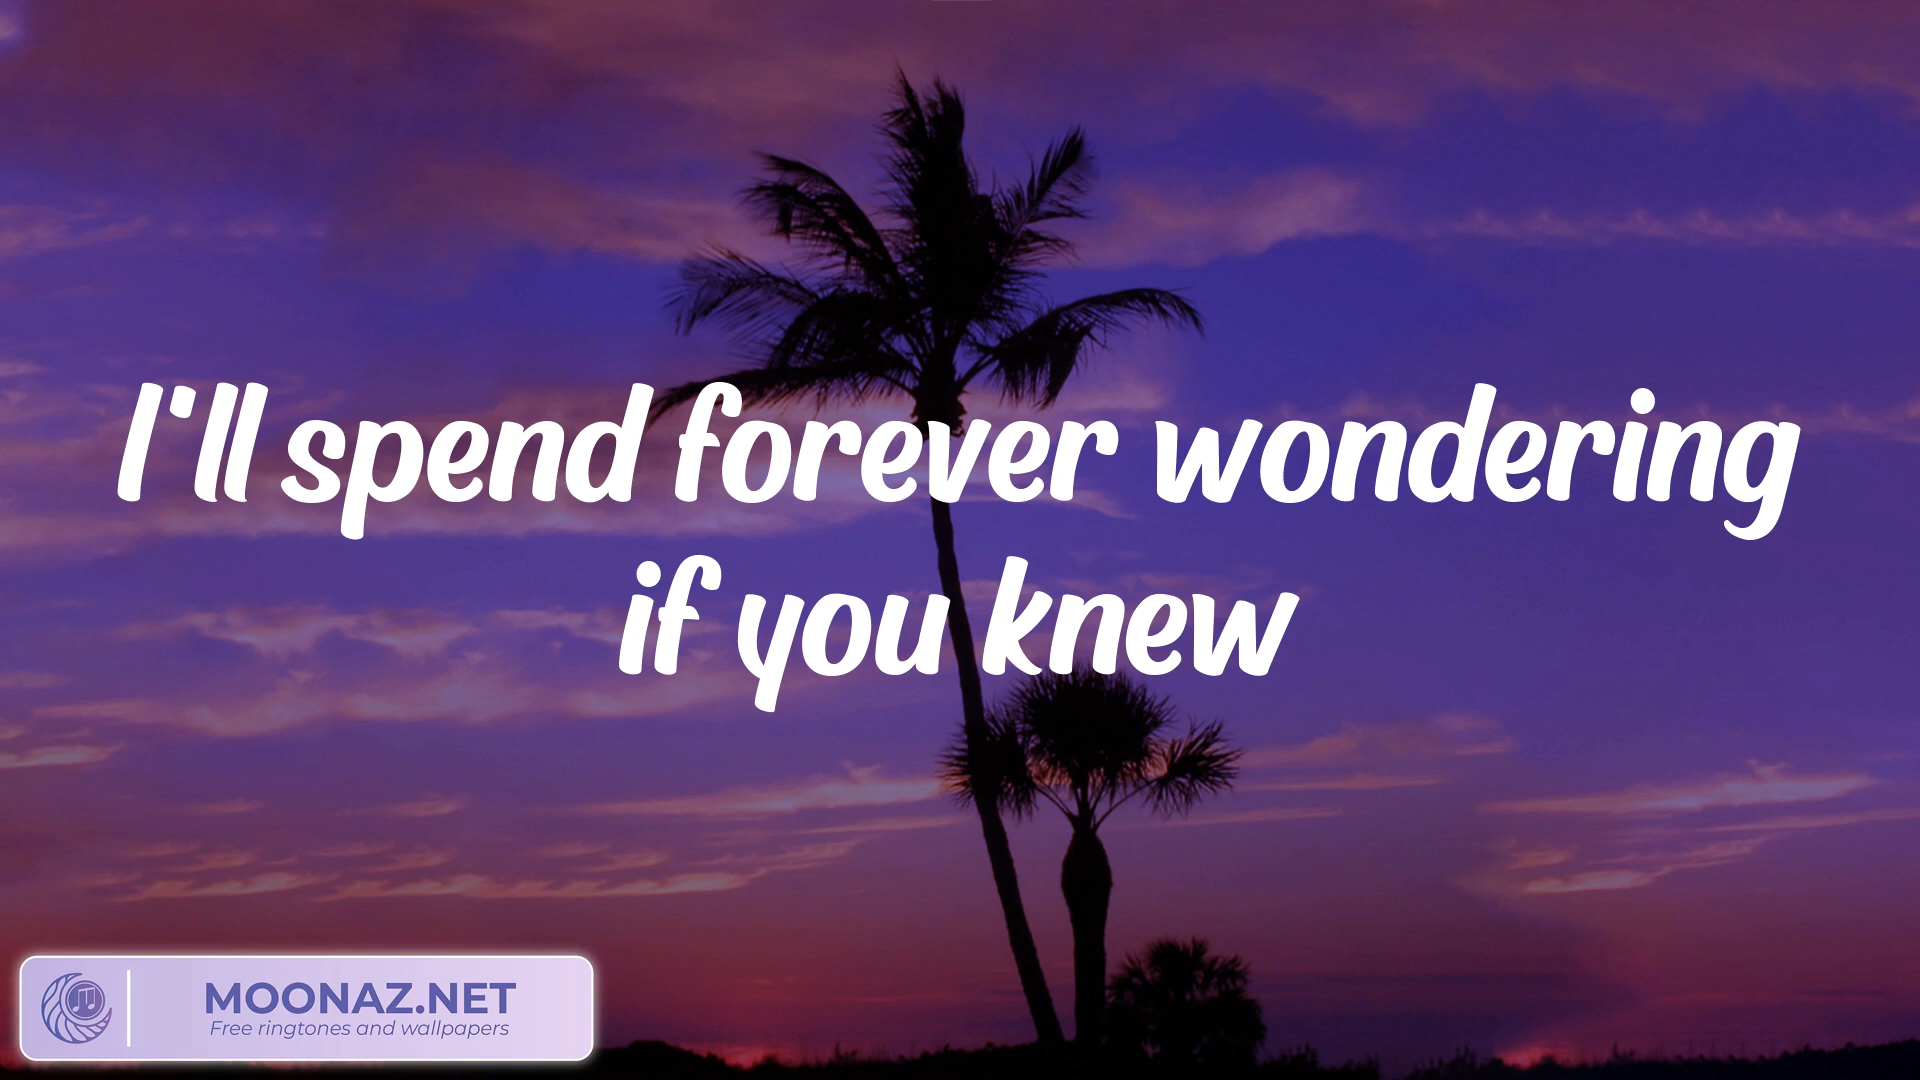 I'll spend forever wondering
if you knew
MOONAZ.NET
Free ringtones and wallpapers